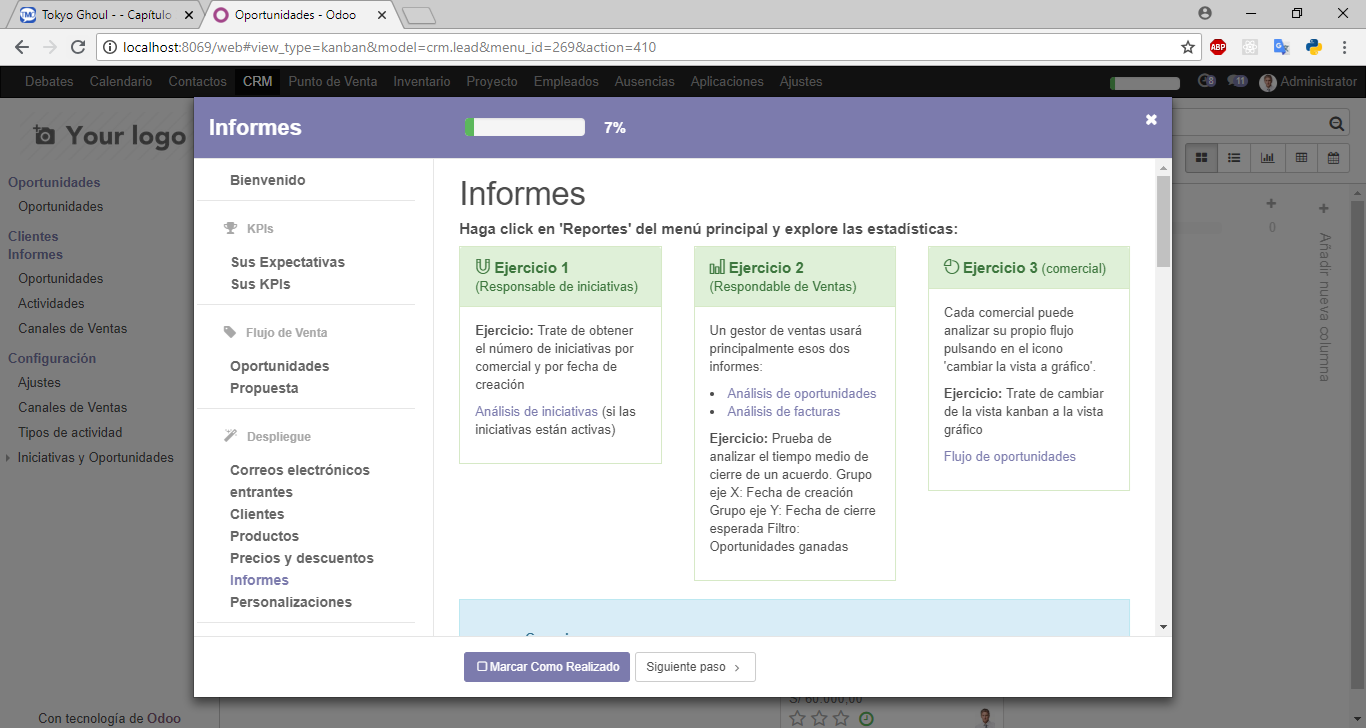 Tokyo Ghoul - - Capítulo
Oportunidades - Odoo
localhost:8069/web#view_type=kanban&model=crm.lead&menu_id=269&action=410
ABP
Debates Calendario Contactos CRM Punto de Venta Inventario Proyecto Empleados Ausencias Aplicaciones Ajustes
8 11 Administrator
Your logo
Oportunidades
Oportunidades
Clientes
Informes
Oportunidades
Actividades
Canales de Ventas
Configuración
Ajustes
Canales de Ventas
Tipos de actividad
Iniciativas y Oportunidades
Con tecnología de Odoo
Informes 7%
Bienvenido
KPIs
Sus Expectativas
Sus KPIs
Flujo de Venta
Oportunidades
Propuesta
Despliegue
Correos electrónicos
entrantes
Clientes
Productos
Precios y descuentos
Informes
Personalizaciones
Informes
Haga click en 'Reportes' del menú principal y explore las estadísticas:
Ejercicio 1
(Responsable de iniciativas)
Ejercicio: Trate de obtener
el número de iniciativas por
comercial y por fecha de
creación
Análisis de iniciativas (si las
iniciativas están activas)
Ejercicio 2
(Respondable de Ventas)
Un gestor de ventas usará
principalmente esos dos
informes:
• Análisis de oportunidades
• Análisis de facturas
Ejercicio: Prueba de
analizar el tiempo medio de
cierre de un acuerdo. Grupo
eje X: Fecha de creación
Grupo eje Y: Fecha de cierre
esperada Filtro:
Oportunidades ganadas
Ejercicio 3 (comercial)
Cada comercial puede
analizar su propio flujo
pulsando en el icono
'cambiar la vista a gráfico'.
Ejercicio: Trate de cambiar
de la vista kanban a la vista
gráfico
Flujo de oportunidades
Marcar Como Realizado
Siguiente paso
0
Añadir nueva columna
S/ 60.000,00